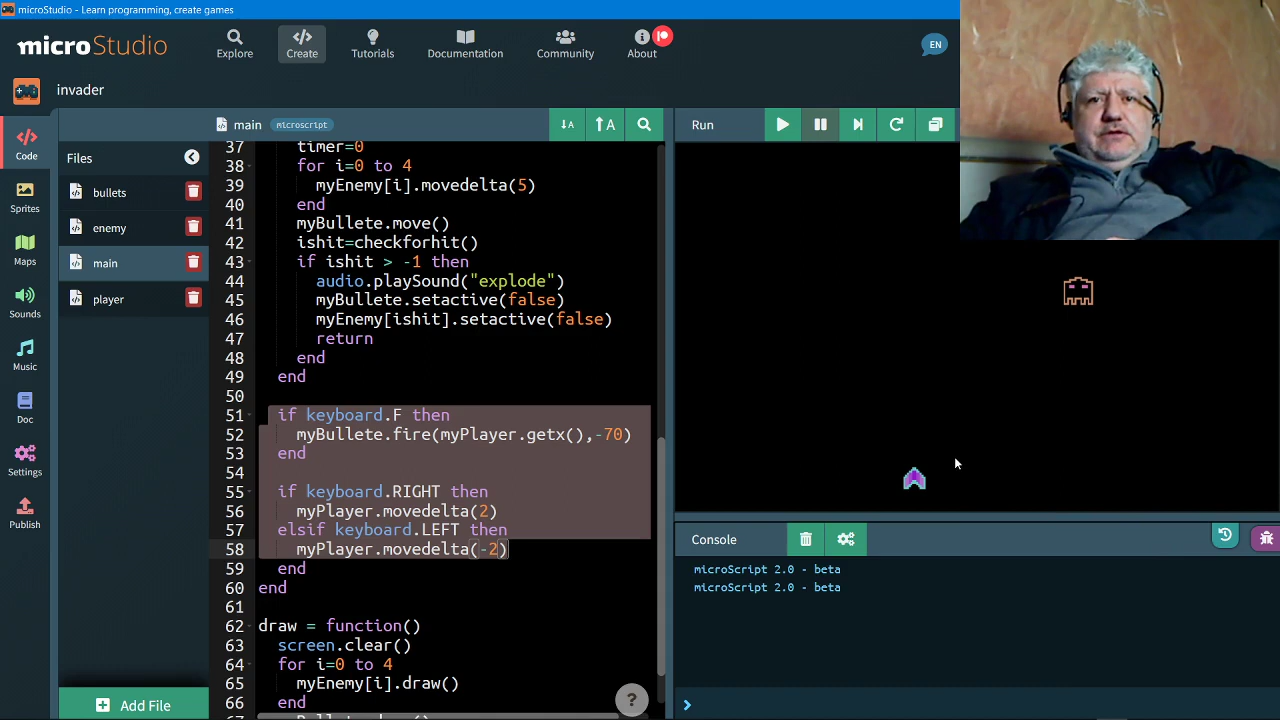 microStudio - Learn programming, create games
microStudio
Explore
Create
Tutorials
Documentation
Community
About
EN
invader
Code
Sprites
Maps
Sounds
Music
Doc
Settings
Publish
Files
bullets
enemy
main
player
Add File
main microscript
Run
37 timer=0
38 for i=0 to 4
39 myEnemy[i].movedelta(5)
40 end
41 myBullete.move()
42 ishit=checkforhit()
43 if ishit > -1 then
44 audio.playSound("explode")
45 myBullete.setactive(false)
46 myEnemy[ishit].setactive(false)
47 return
48 end
49 end
50
51 if keyboard.F then
52 myBullete.fire(myPlayer.getx(),-70)
53 end
54
55 if keyboard.RIGHT then
56 myPlayer.movedelta(2)
57 elsif keyboard.LEFT then
58 myPlayer.movedelta(-2)
59 end
60 end
61
62 draw = function()
63 screen.clear()
64 for i=0 to 4
65 myEnemy[i].draw()
66 end
?
Console
microScript 2.0 - beta
microScript 2.0 - beta